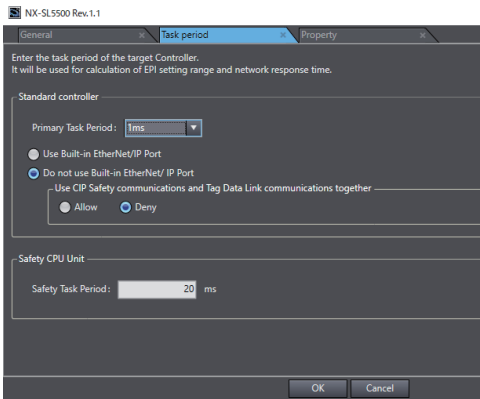 NX-SL5500 Rev.1.1
General × Task period × Property ×
Enter the task period of the target Controller.
It will be used for calculation of EPI setting range and network response time.
Standard controller
Primary Task Period: 1ms
Use Built-in EtherNet/IP Port
Do not use Built-in EtherNet/ IP Port
Use CIP Safety communications and Tag Data Link communications together
Allow Deny
Safety CPU Unit
Safety Task Period: 20 ms
OK Cancel